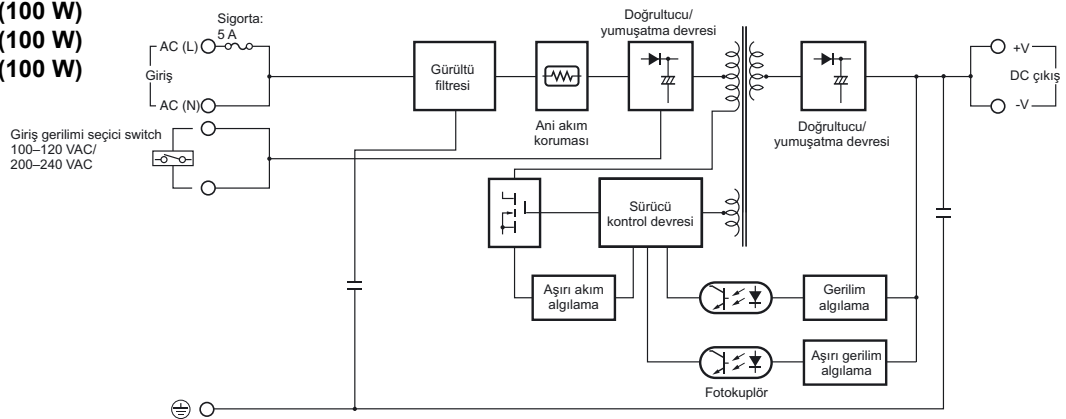 (100 W)
(100 W)
(100 W)
Sigorta:
5 A
AC (L)
Giriş
AC (N)
Giriş gerilimi seçici switch
100–120 VAC/
200–240 VAC
Gürültü
filtresi
Ani akım
koruması
Doğrultucu/
yumuşatma devresi
Doğrultucu/
yumuşatma devresi
+V
DC çıkış
-V
Sürücü
kontrol devresi
Aşırı akım
algılama
Gerilim
algılama
Aşırı gerilim
algılama
Fotokuplör